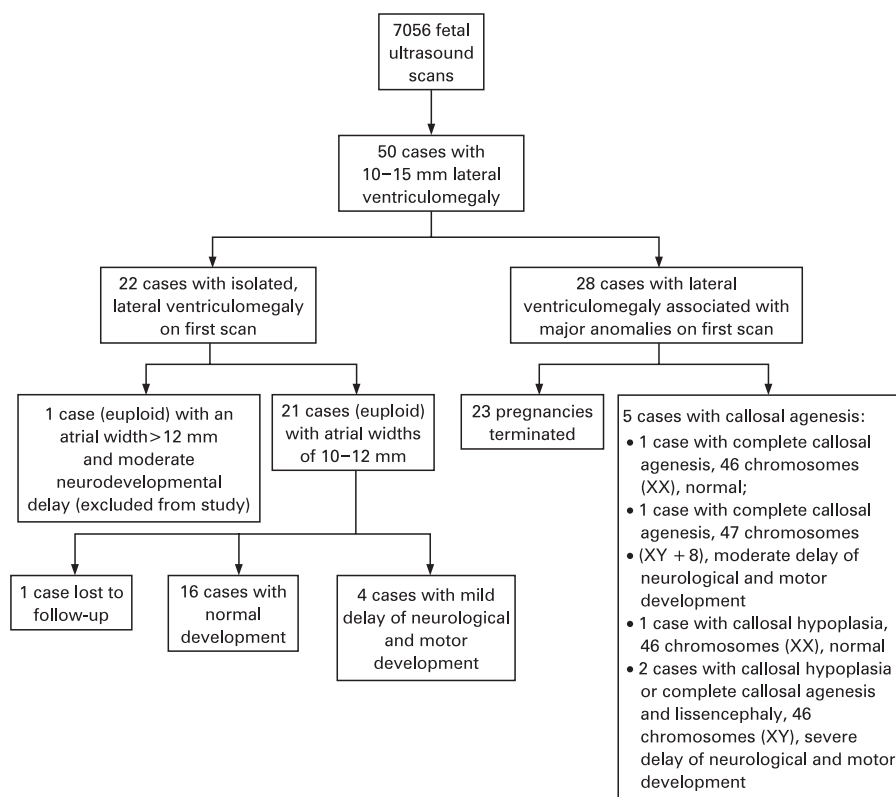 7056 fetal
ultrasound
scans
50 cases with
10−15 mm lateral
ventriculomegaly
22 cases with isolated,
lateral ventriculomegaly
on first scan
28 cases with lateral
ventriculomegaly associated with
major anomalies on first scan
1 case (euploid) with an
atrial width>12 mm
and moderate
neurodevelopmental
delay (excluded from study)
21 cases (euploid)
with atrial widths
of 10−12 mm
23 pregnancies
terminated
5 cases with callosal agenesis:
• 1 case with complete callosal
agenesis, 46 chromosomes
(XX), normal;
• 1 case with complete callosal
agenesis, 47 chromosomes
• (XY + 8), moderate delay of
neurological and motor
development
• 1 case with callosal hypoplasia,
46 chromosomes (XX), normal
• 2 cases with callosal hypoplasia
or complete callosal agenesis
and lissencephaly, 46
chromosomes (XY), severe
delay of neurological and motor
development
1 case lost to
follow-up
16 cases with
normal
development
4 cases with mild
delay of neurological
and motor
development